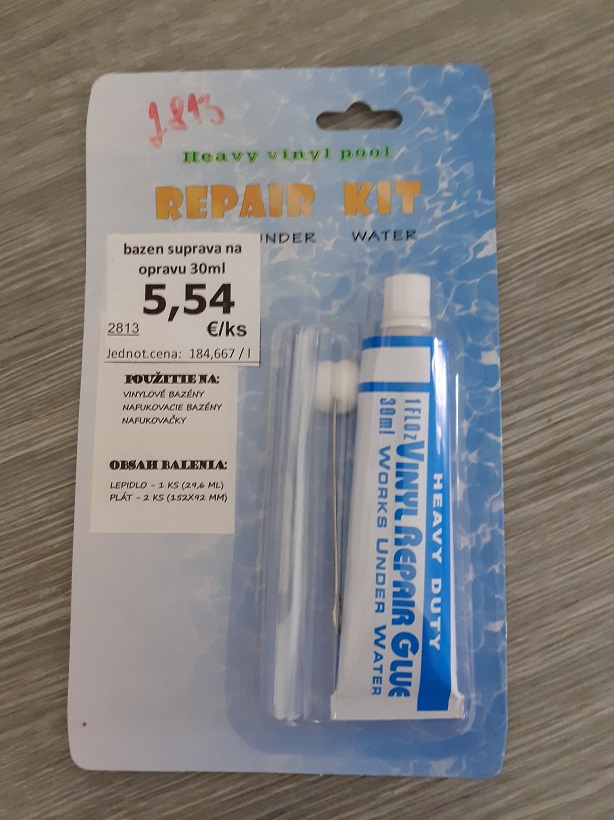 Heavy vinyl pool
REPAIR KIT
UNDER WATER
bazen suprava na
opravu 30ml
5,54
2813 €/ks
Jednot.cena: 184,667 / l
POUŽITIE NA:
VINYLOVÉ BAZÉNY
NAFUKOVACIE BAZÉNY
NAFUKOVAČKY
OBSAH BALENIA:
LEPIDLO – 1 KS (29,6 ML)
PLÁT – 2 KS (152X92 MM)
HEAVY DUTY
1 FL OZ VINYL REPAIR GLUE
30ml WORKS UNDER WATER